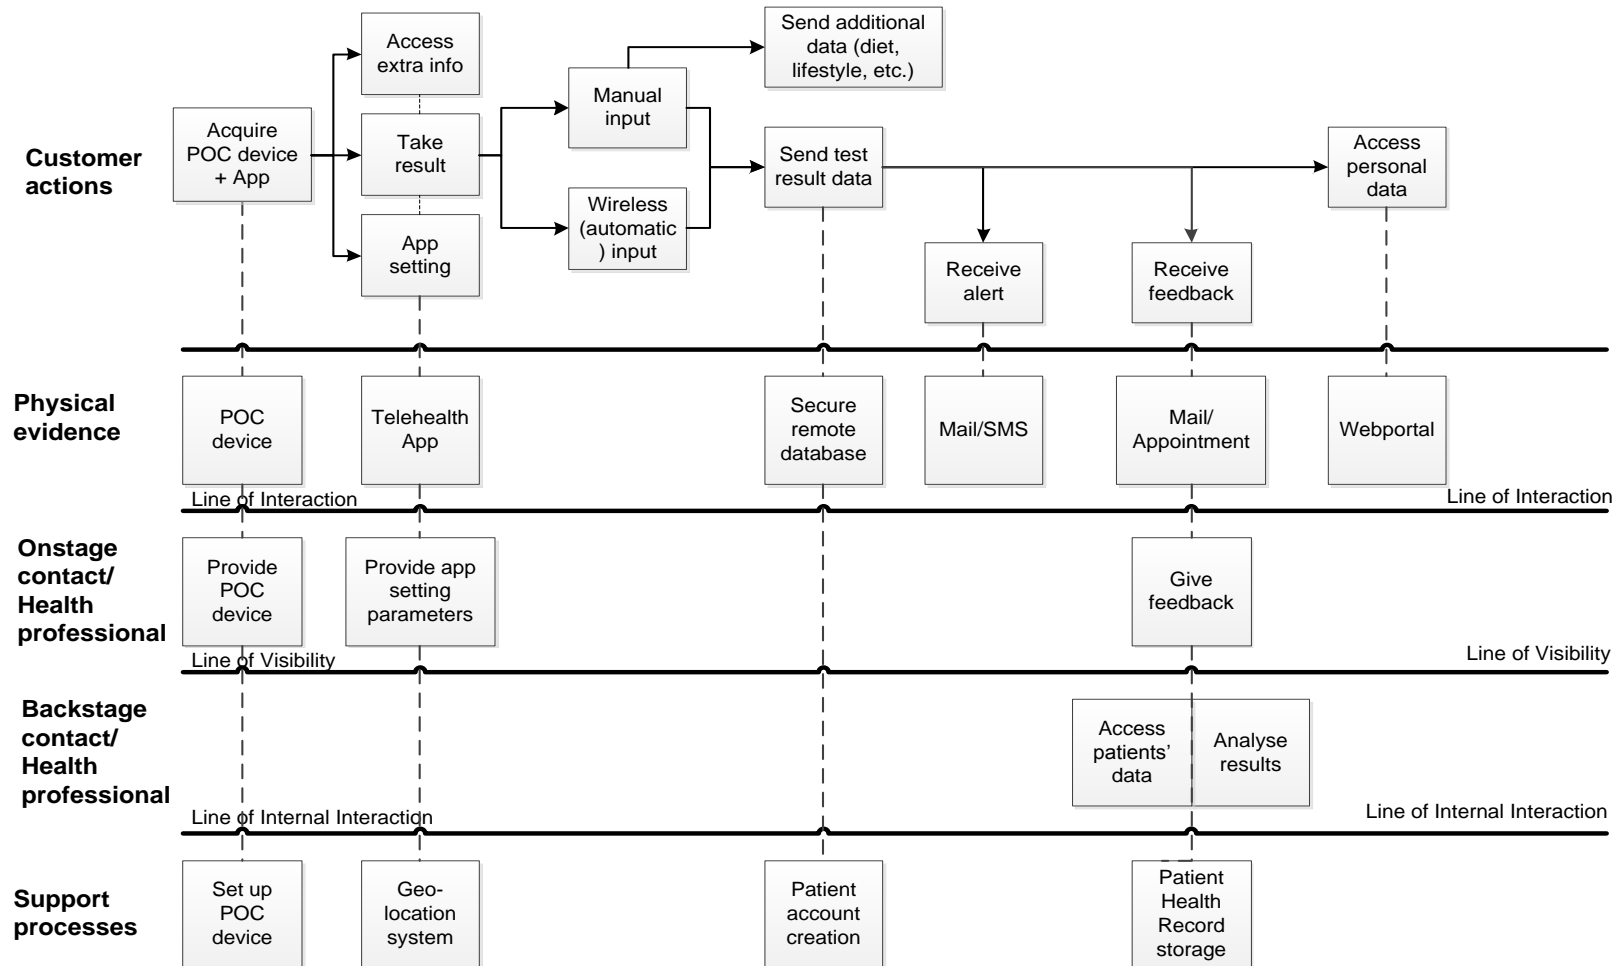 Customer
actions
Acquire
POC device
+ App
Access
extra info
Take
result
App
setting
Manual
input
Wireless
(automatic
) input
Send additional
data (diet,
lifestyle, etc.)
Send test
result data
Receive
alert
Receive
feedback
Access
personal
data
Physical
evidence
POC
device
Telehealth
App
Secure
remote
database
Mail/SMS
Mail/
Appointment
Webportal
Line of Interaction
Line of Interaction
Onstage
contact/
Health
professional
Provide
POC
device
Provide app
setting
parameters
Give
feedback
Line of Visibility
Line of Visibility
Backstage
contact/
Health
professional
Access
patients’
data
Analyse
results
Line of Internal Interaction
Line of Internal Interaction
Support
processes
Set up
POC
device
Geo-
location
system
Patient
account
creation
Patient
Health
Record
storage